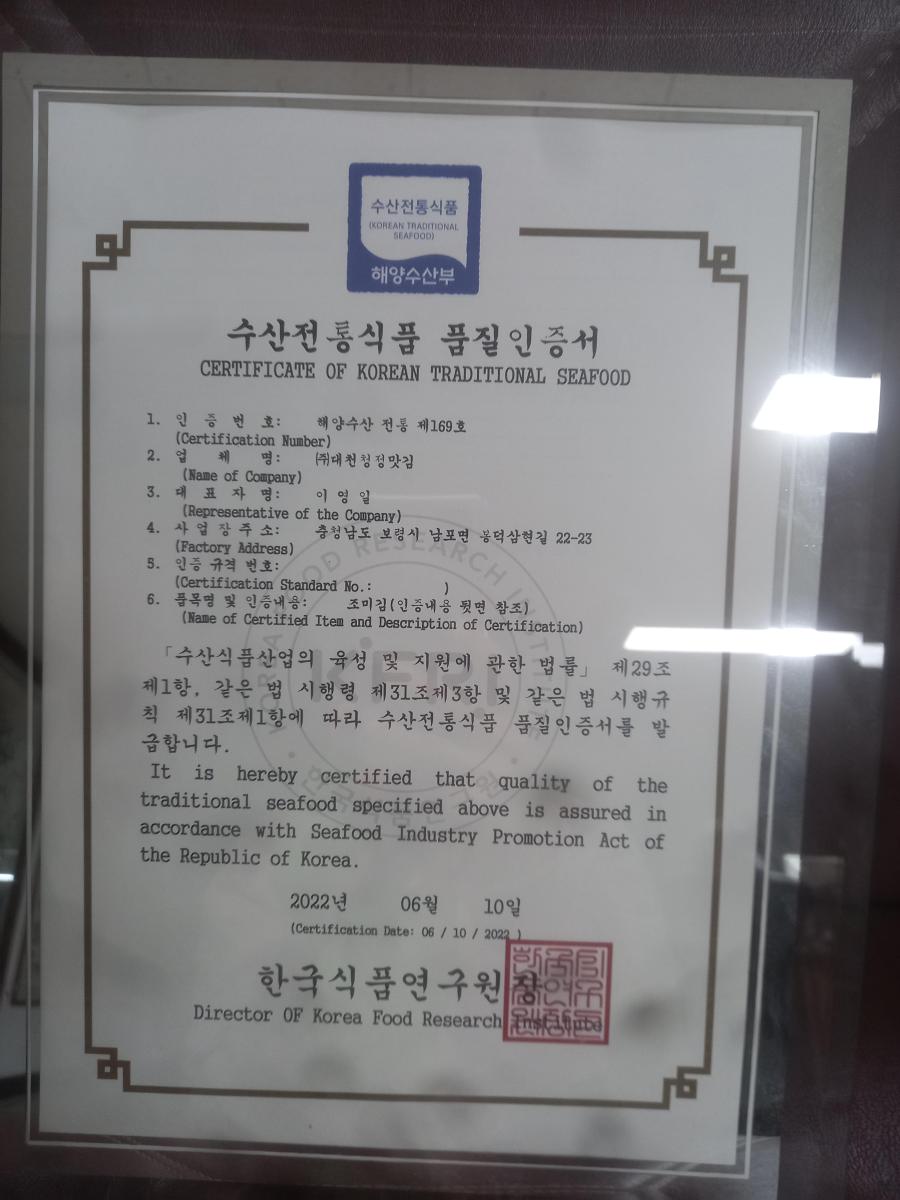 수산전통식품
(KOREAN TRADITIONAL
SEAFOOD)
해양수산부
수산전통식품 품질인증서
CERTIFICATE OF KOREAN TRADITIONAL SEAFOOD
1. 인 증 번 호: 해양수산 전통 제169호
(Certification Number)
2. 업 체 명: ㈜대천청정맛김
(Name of Company)
3. 대 표 자 명: 이 영 일
(Representative of the Company)
4. 사 업 장 주 소: 충청남도 보령시 남포면 봉덕삼현길 22-23
(Factory Address)
5. 인증 규격 번호:
(Certification Standard No.: )
6. 품목명 및 인증내용: 조미김(인증내용 뒷면 참조)
(Name of Certified Item and Description of Certification)
「수산식품산업의 육성 및 지원에 관한 법률」 제29조
제1항, 같은 법 시행령 제31조제3항 및 같은 법 시행규
칙 제31조제1항에 따라 수산전통식품 품질인증서를 발
급합니다.
It is hereby certified that quality of the
traditional seafood specified above is assured in
accordance with Seafood Industry Promotion Act of
the Republic of Korea.
2022년 06월 10일
(Certification Date: 06 / 10 / 2022 )
한국식품연구원장
Director OF Korea Food Research Institute